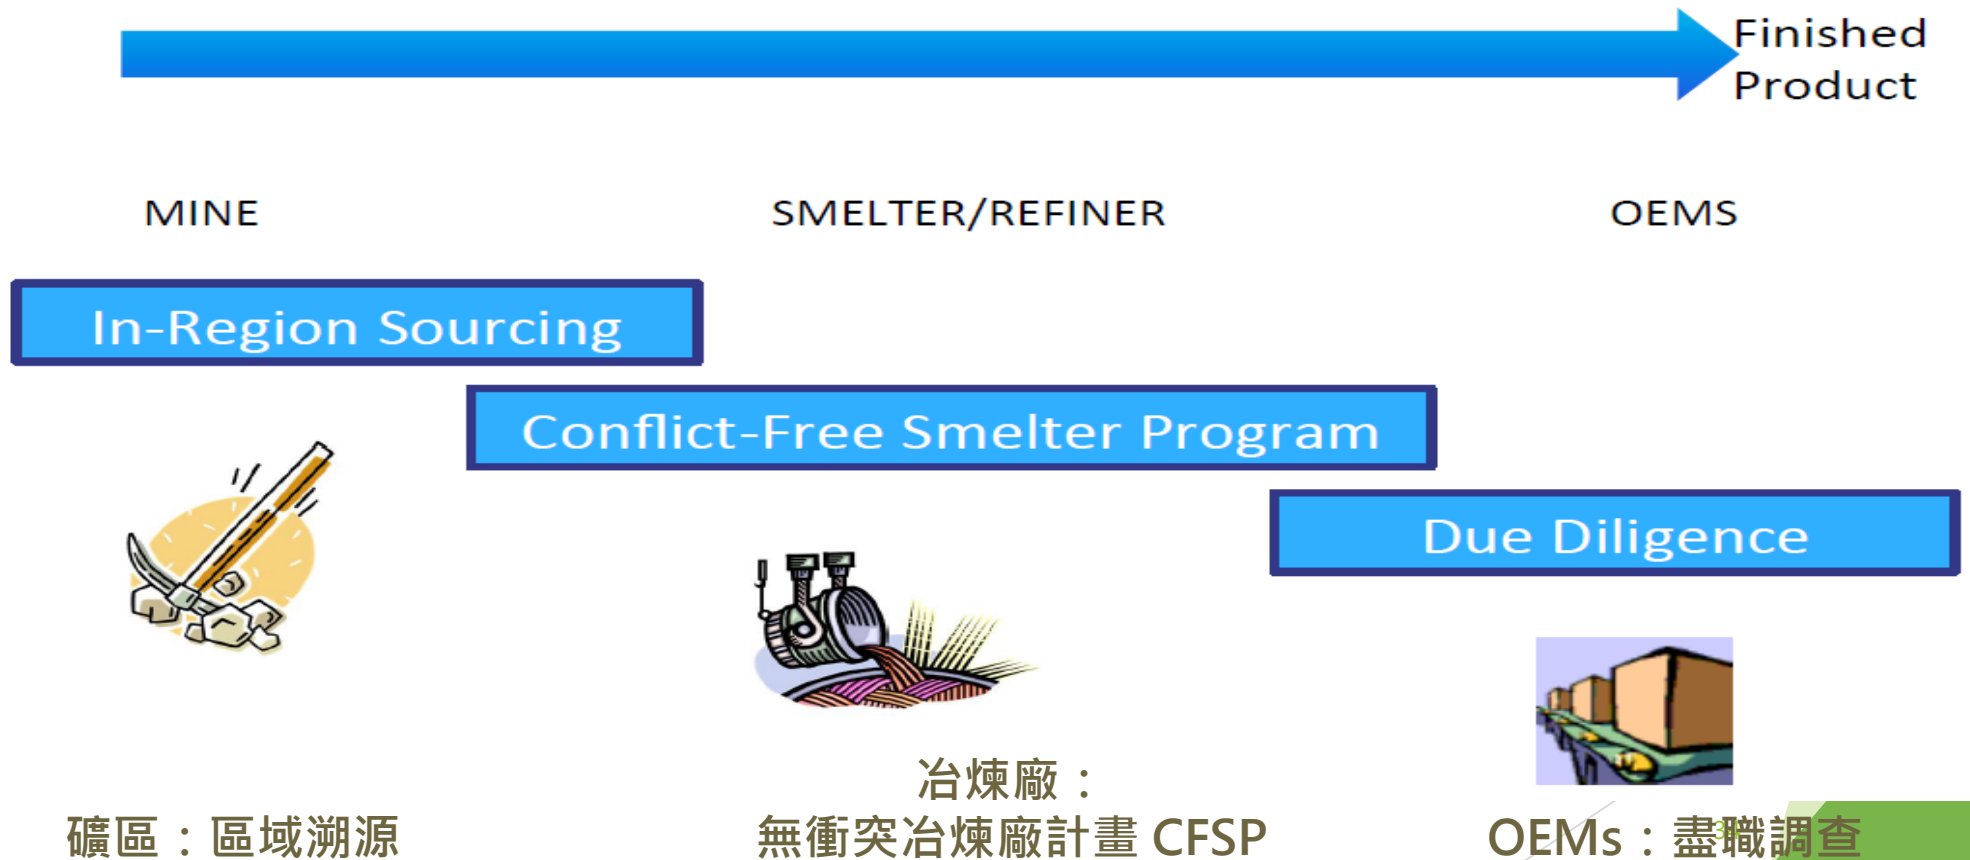 Finished
Product
MINE
SMELTER/REFINER
OEMS
In-Region Sourcing
Conflict-Free Smelter Program
Due Diligence
冶煉廠：
礦區：區域溯源
無衝突冶煉廠計畫 CFSP
OEMs：盡職調查
34